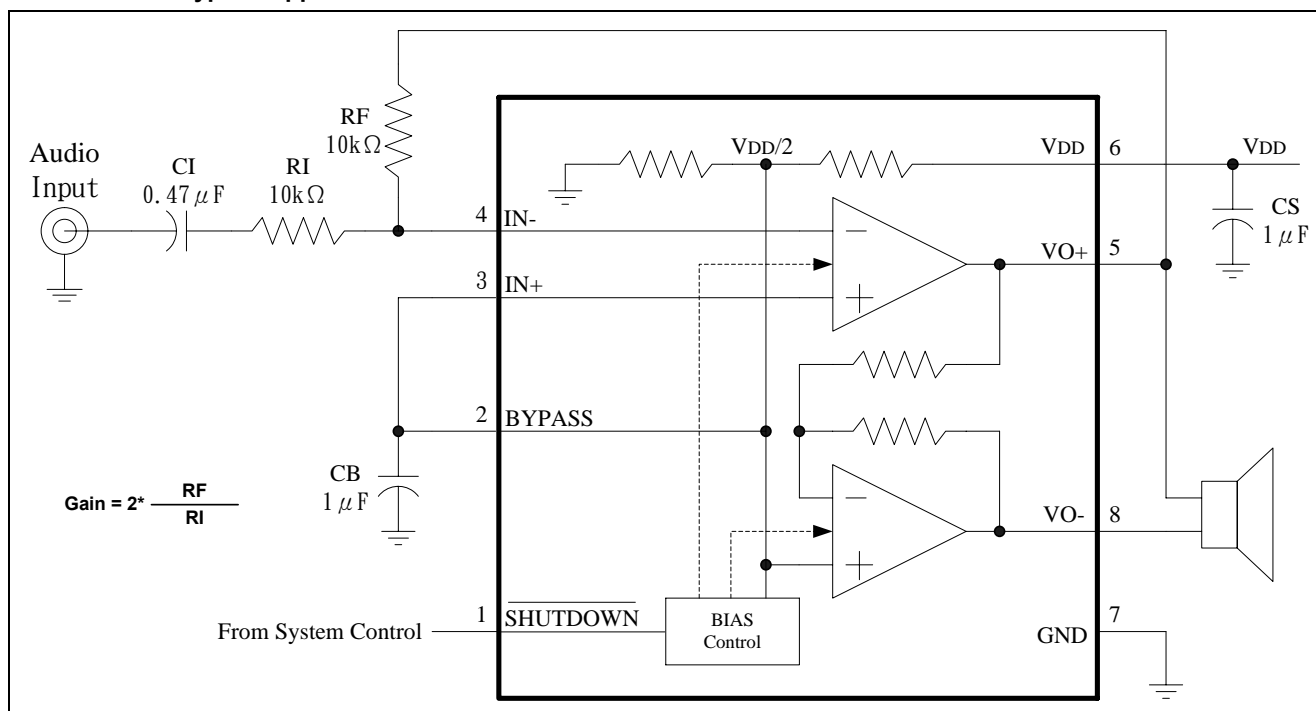 RF
10kΩ
Audio
Input
CI
0.47μF
RI
10kΩ
VDD/2
VDD
6
VDD
CS
1μF
4
IN-
VO+
5
3
IN+
2
BYPASS
CB
1μF
Gain = 2* RF
RI
VO-
8
1
SHUTDOWN
From System Control
BIAS
Control
GND
7